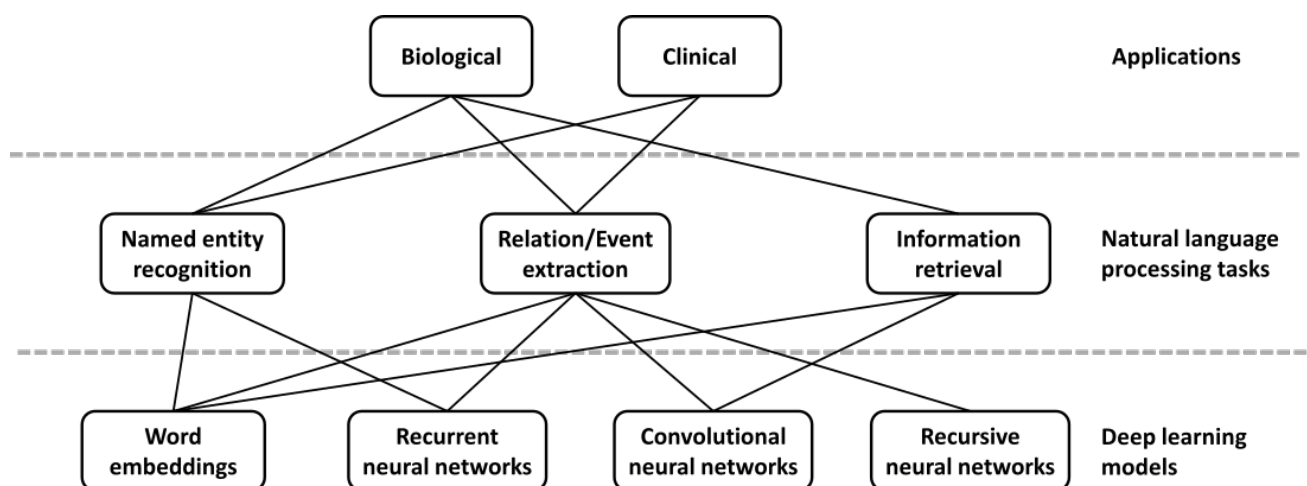 Biological
Clinical
Applications
Named entity
recognition
Relation/Event
extraction
Information
retrieval
Natural language
processing tasks
Word
embeddings
Recurrent
neural networks
Convolutional
neural networks
Recursive
neural networks
Deep learning
models